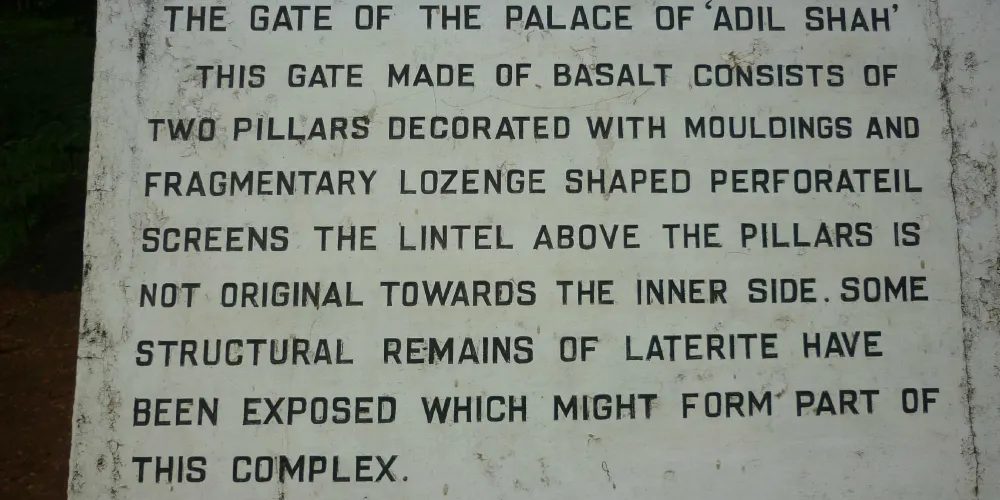 THE GATE OF THE PALACE OF 'ADIL SHAH'
THIS GATE MADE OF BASALT CONSISTS OF
TWO PILLARS DECORATED WITH MOULDINGS AND
FRAGMENTARY LOZENGE SHAPED PERFORATEIL
SCREENS THE LINTEL ABOVE THE PILLARS IS
NOT ORIGINAL TOWARDS THE INNER SIDE. SOME
STRUCTURAL REMAINS OF LATERITE HAVE
BEEN EXPOSED WHICH MIGHT FORM PART OF
THIS COMPLEX.